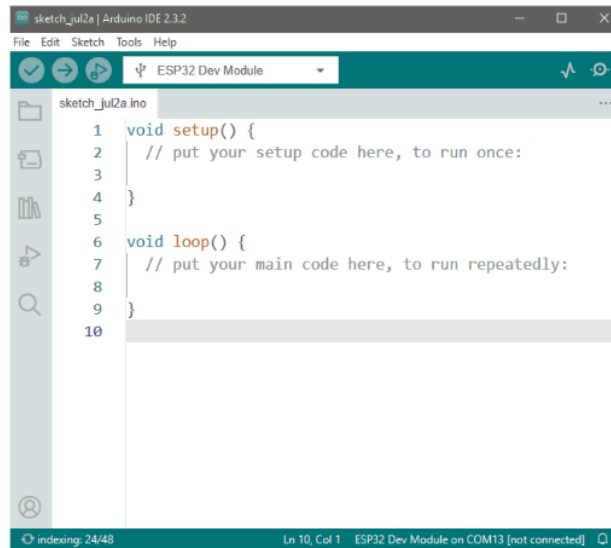 sketch_jul2a | Arduino IDE 2.3.2
File Edit Sketch Tools Help
ESP32 Dev Module
sketch_jul2a.ino
1 void setup() {
2 // put your setup code here, to run once:
3
4 }
5
6 void loop() {
7 // put your main code here, to run repeatedly:
8
9 }
10
indexing: 24/48 Ln 10, Col 1 ESP32 Dev Module on COM13 [not connected]